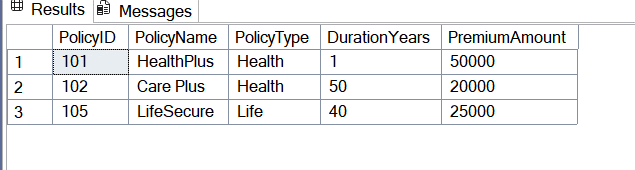 Results Messages
PolicyID PolicyName PolicyType DurationYears PremiumAmount
1 101 HealthPlus Health 1 50000
2 102 Care Plus Health 50 20000
3 105 LifeSecure Life 40 25000